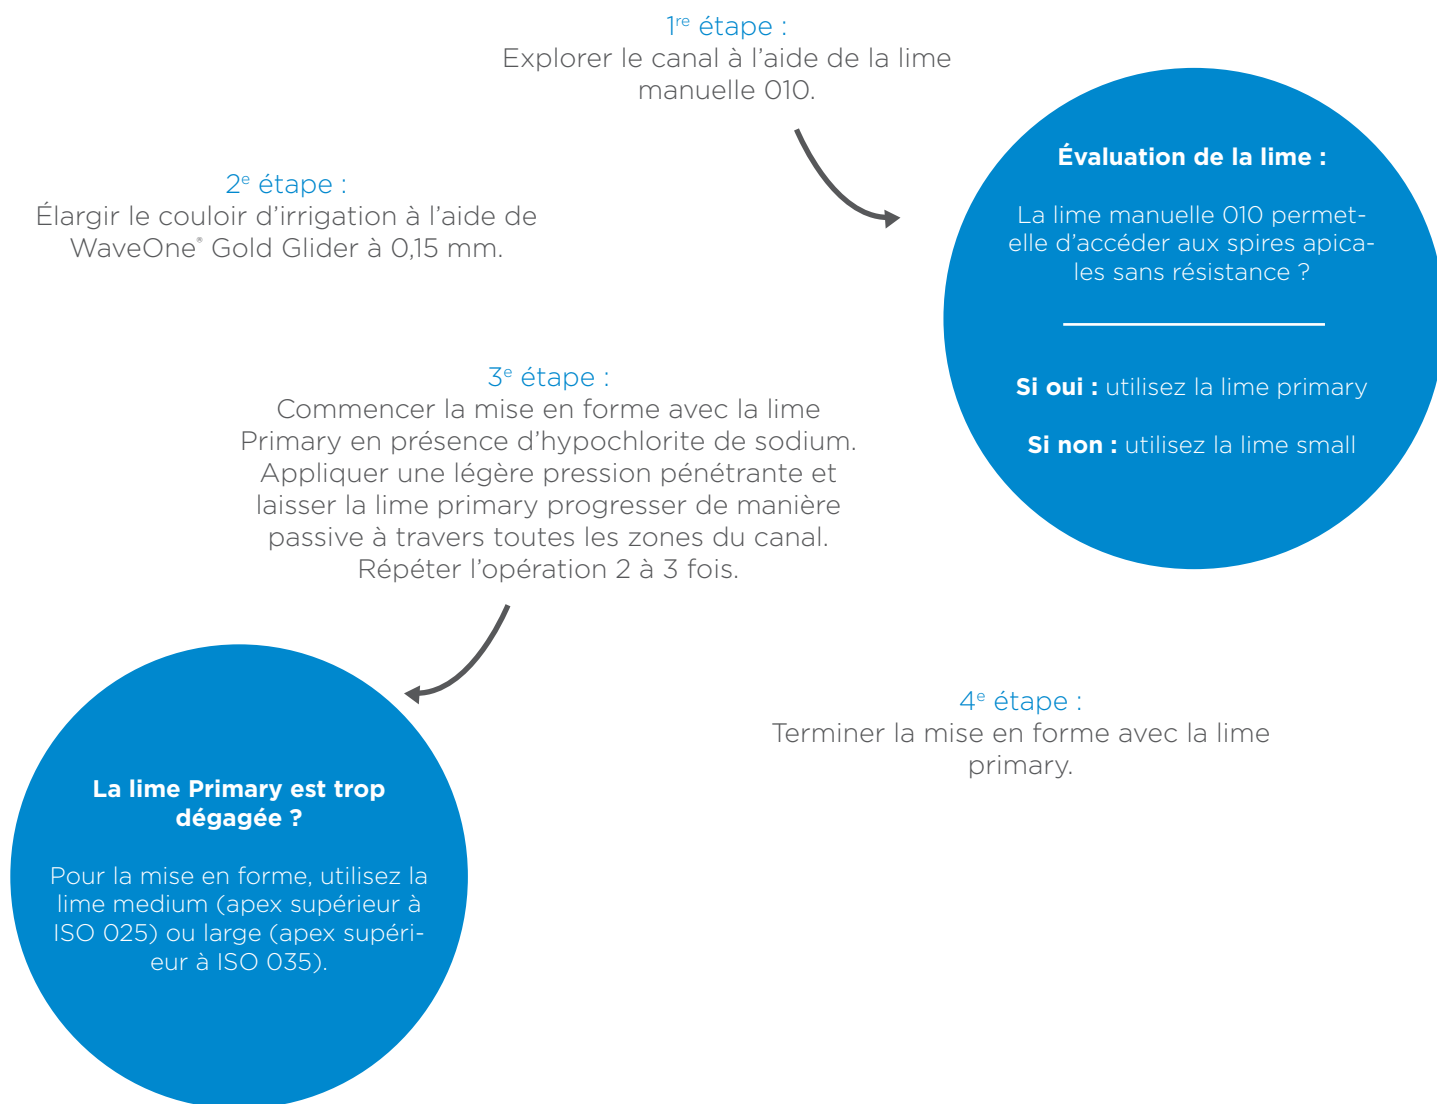 1re étape :
Explorer le canal à l'aide de la lime
manuelle 010.
Évaluation de la lime :
La lime manuelle 010 permet-
elle d'accéder aux spires apica-
les sans résistance ?
Si oui : utilisez la lime primary
Si non : utilisez la lime small
2e étape :
Élargir le couloir d'irrigation à l'aide de
WaveOne® Gold Glider à 0,15 mm.
3e étape :
Commencer la mise en forme avec la lime
Primary en présence d'hypochlorite de sodium.
Appliquer une légère pression pénétrante et
laisser la lime primary progresser de manière
passive à travers toutes les zones du canal.
Répéter l'opération 2 à 3 fois.
La lime Primary est trop
dégagée ?
Pour la mise en forme, utilisez la
lime medium (apex supérieur à
ISO 025) ou large (apex supéri-
eur à ISO 035).
4e étape :
Terminer la mise en forme avec la lime
primary.